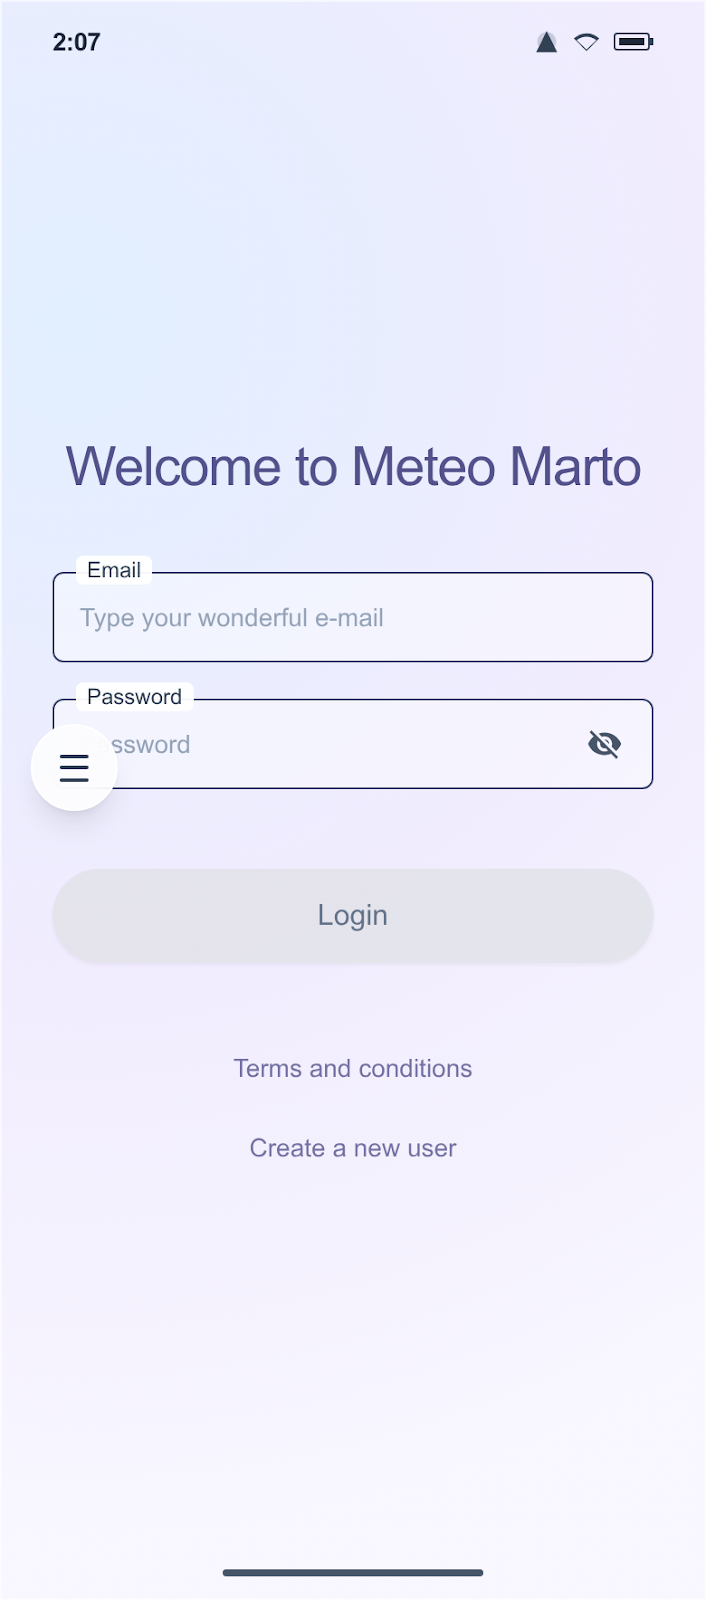 2:07
Welcome to Meteo Marto
Email
Type your wonderful e-mail
Password
ssword
Login
Terms and conditions
Create a new user